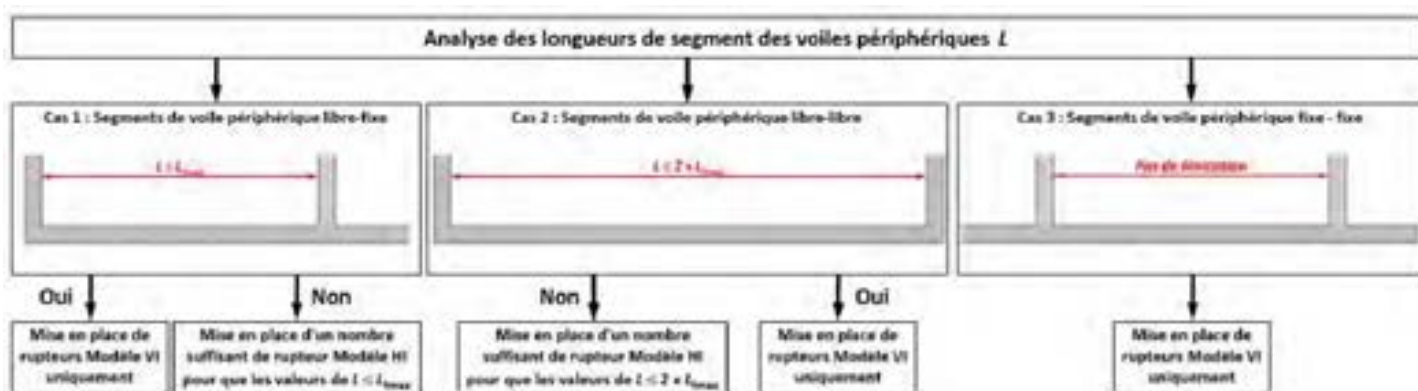 Analyse des longueurs de segment des voiles périphériques L
Cas 1 : Segments de voile périphérique libre-fixe
L ≤ Lfmax
Cas 2 : Segments de voile périphérique libre-libre
L ≤ 2 × Lfmax
Cas 3 : Segments de voile périphérique fixe - fixe
Pas de limitation
Oui
Non
Non
Oui
Mise en place de
rupteurs Modèle VI
uniquement
Mise en place d'un nombre
suffisant de rupteur Modèle HI
pour que les valeurs de L ≤ Lfmax
Mise en place d'un nombre
suffisant de rupteur Modèle HI
pour que les valeurs de L ≤ 2 × Lfmax
Mise en place de
rupteurs Modèle VI
uniquement
Mise en place de
rupteurs Modèle VI
uniquement